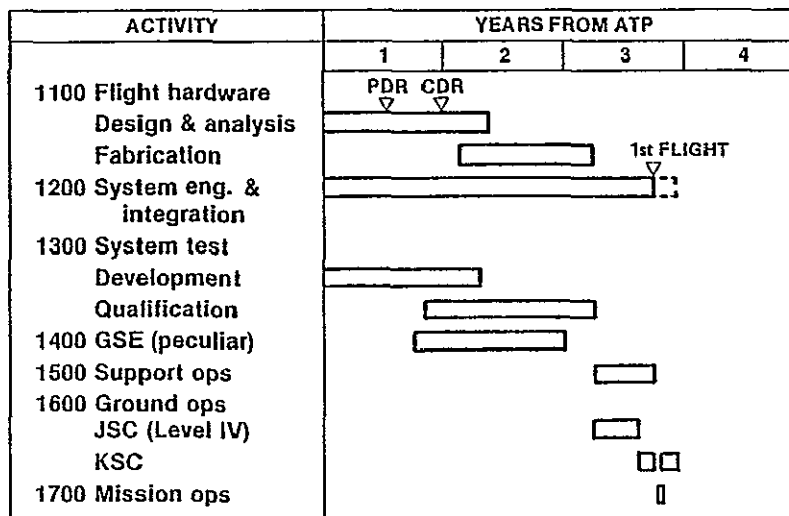 ACTIVITY YEARS FROM ATP
1 2 3 4
1100 Flight hardware PDR CDR
Design & analysis
Fabrication 1st FLIGHT
1200 System eng. &
integration
1300 System test
Development
Qualification
1400 GSE (peculiar)
1500 Support ops
1600 Ground ops
JSC (Level IV)
KSC
1700 Mission ops